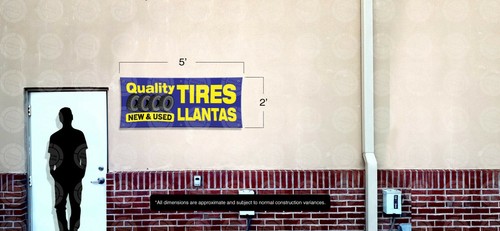 5'
Quality
TIRES
NEW & USED
LLANTAS
2'
*All dimensions are approximate and subject to normal construction variances.